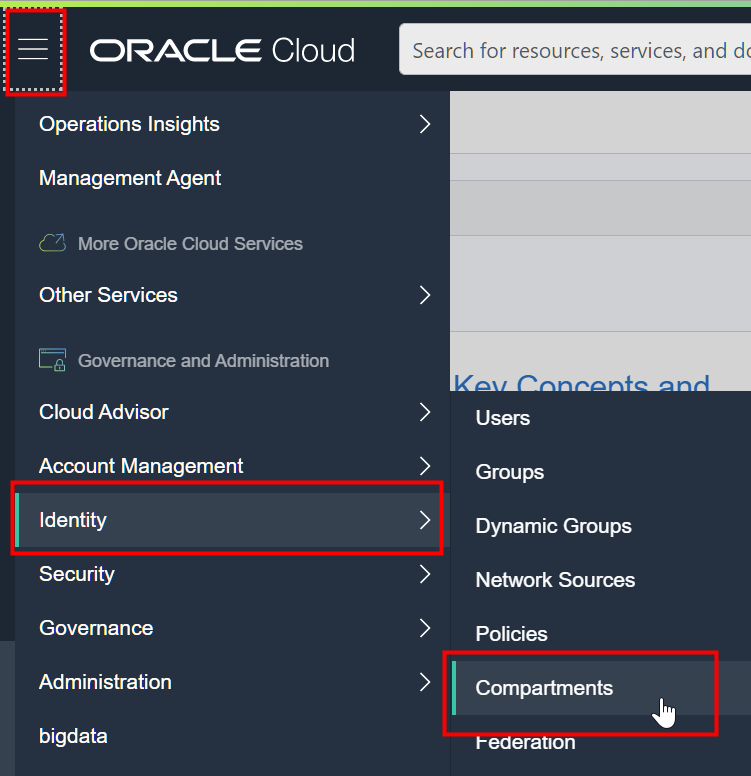 ORACLE Cloud
Search for resources, services, and do
Operations Insights
Management Agent
More Oracle Cloud Services
Other Services
Governance and Administration
Cloud Advisor
Account Management
Identity
Security
Governance
Administration
bigdata
Key Concepts and
Users
Groups
Dynamic Groups
Network Sources
Policies
Compartments
Federation